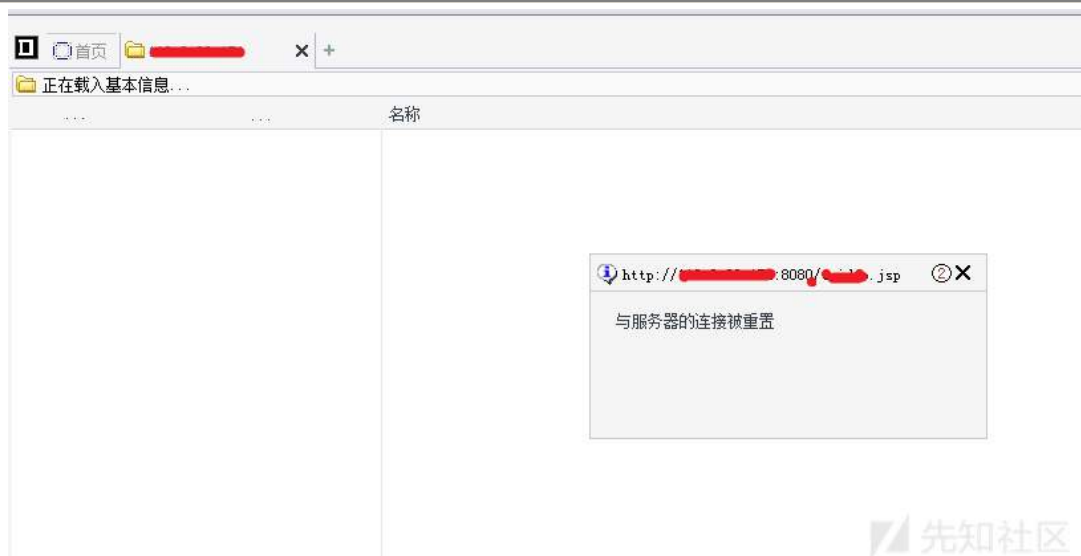 首页
正在载入基本信息...
... ... 名称
http:// :8080/ .jsp ②
与服务器的连接被重置
先知社区